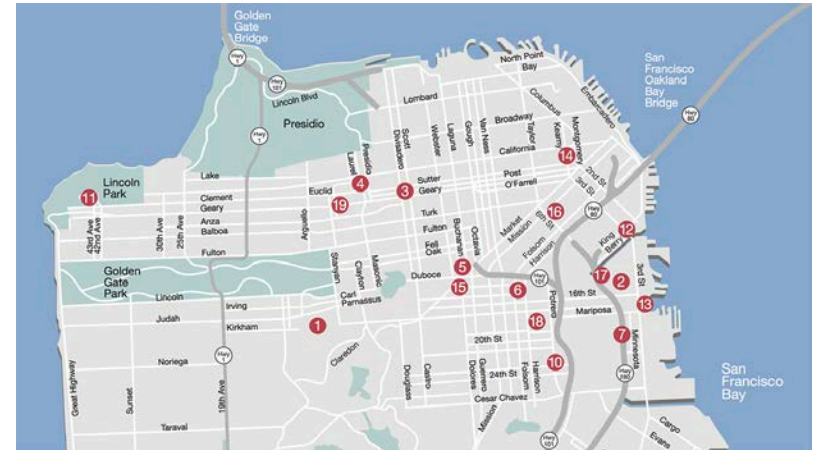 Golden
Gate
Bridge
Hwy
1
Hwy
101
Lincoln Blvd
Presidio
Hwy
1
North Point
Bay
Lombard
Columbus
Embarcadero
San
Francisco
Oakland
Bay
Bridge
Hwy
80
Scott
Divisadero
Webster
Laguna
Gough
Van Ness
Broadway
Taylor
Kearny
Montgomery
California
14
Presidio
Laurel
Lake
Lincoln
Park
11
Clement
Geary
Anza
Balboa
43rd Ave
42nd Ave
30th Ave
25th Ave
Fulton
Euclid
4
19
3
Sutter
Geary
Post
O'Farrell
2nd St
3rd St
Arguello
Turk
Fulton
Fell
Oak
Buchanan
Octavia
Market
Mission
6th St
16
Folsom
Harrison
Hwy
80
12
King
Berry
Golden
Gate
Park
Stanyan
Clayton
Masonic
Carl
Parnassus
Duboce
5
15
6
Hwy
101
Potrero
16th St
17
2
3rd St
13
Lincoln
Irving
Judah
Kirkham
1
Mariposa
18
7
Minnesota
20th St
Noriega
Hwy
1
Claredon
Great Highway
Sunset
19th Ave
Taraval
Douglass
Castro
Guerrero
Dolores
24th St
Harrison
Folsom
10
Cesar Chavez
Mission
Hwy
280
Hwy
101
Cargo
Evans
San
Francisco
Bay